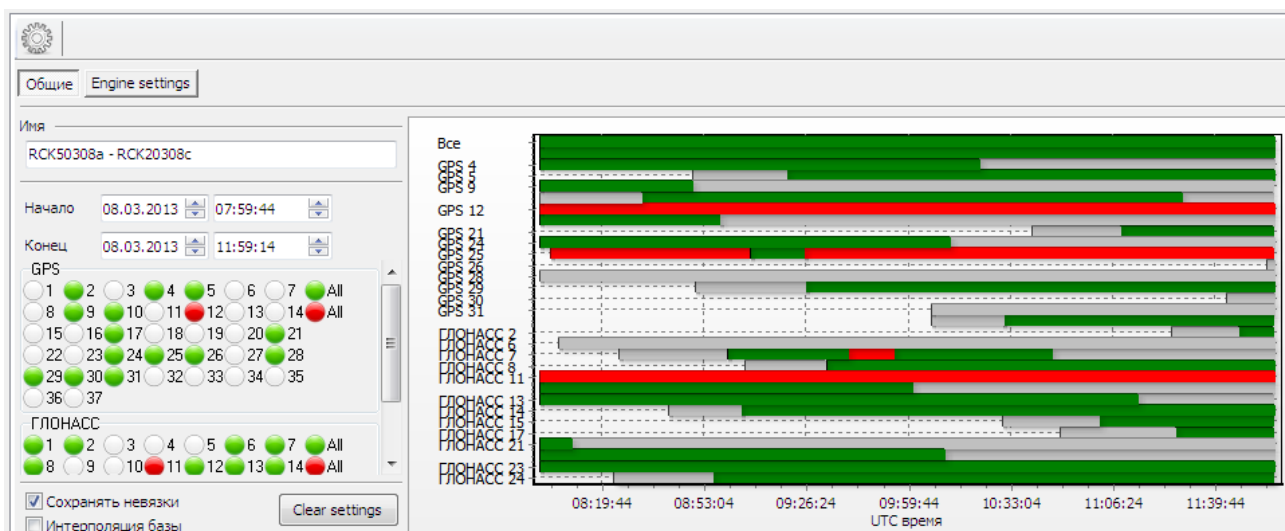 Общие Engine settings
Имя
RCK50308a - RCK20308c
Начало 08.03.2013 07:59:44
Конец 08.03.2013 11:59:14
GPS
1 2 3 4 5 6 7 All
8 9 10 11 12 13 14 All
15 16 17 18 19 20 21
22 23 24 25 26 27 28
29 30 31 32 33 34 35
36 37
ГЛОНАСС
1 2 3 4 5 6 7 All
8 9 10 11 12 13 14 All
Сохранять невязки
Интерполяция базы
Clear settings
Все
GPS 4
GPS 5
GPS 9
GPS 12
GPS 21
GPS 24
GPS 25
GPS 26
GPS 28
GPS 29
GPS 30
GPS 31
ГЛОНАСС 2
ГЛОНАСС 6
ГЛОНАСС 7
ГЛОНАСС 8
ГЛОНАСС 11
ГЛОНАСС 13
ГЛОНАСС 14
ГЛОНАСС 15
ГЛОНАСС 17
ГЛОНАСС 21
ГЛОНАСС 23
ГЛОНАСС 24
08:19:44 08:53:04 09:26:24 09:59:44 10:33:04 11:06:24 11:39:44
UTC время